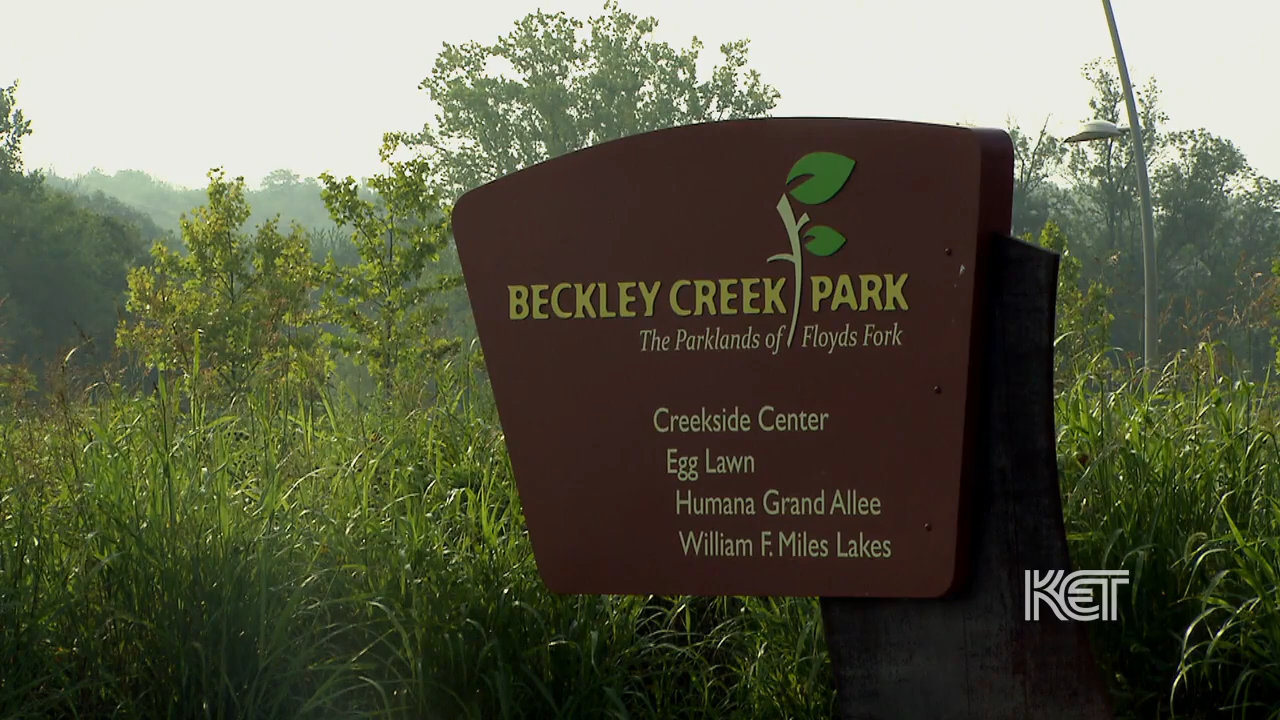 BECKLEY CREEK PARK
The Parklands of Floyds Fork
Creekside Center
Egg Lawn
Humana Grand Allee
William F. Miles Lakes
KET